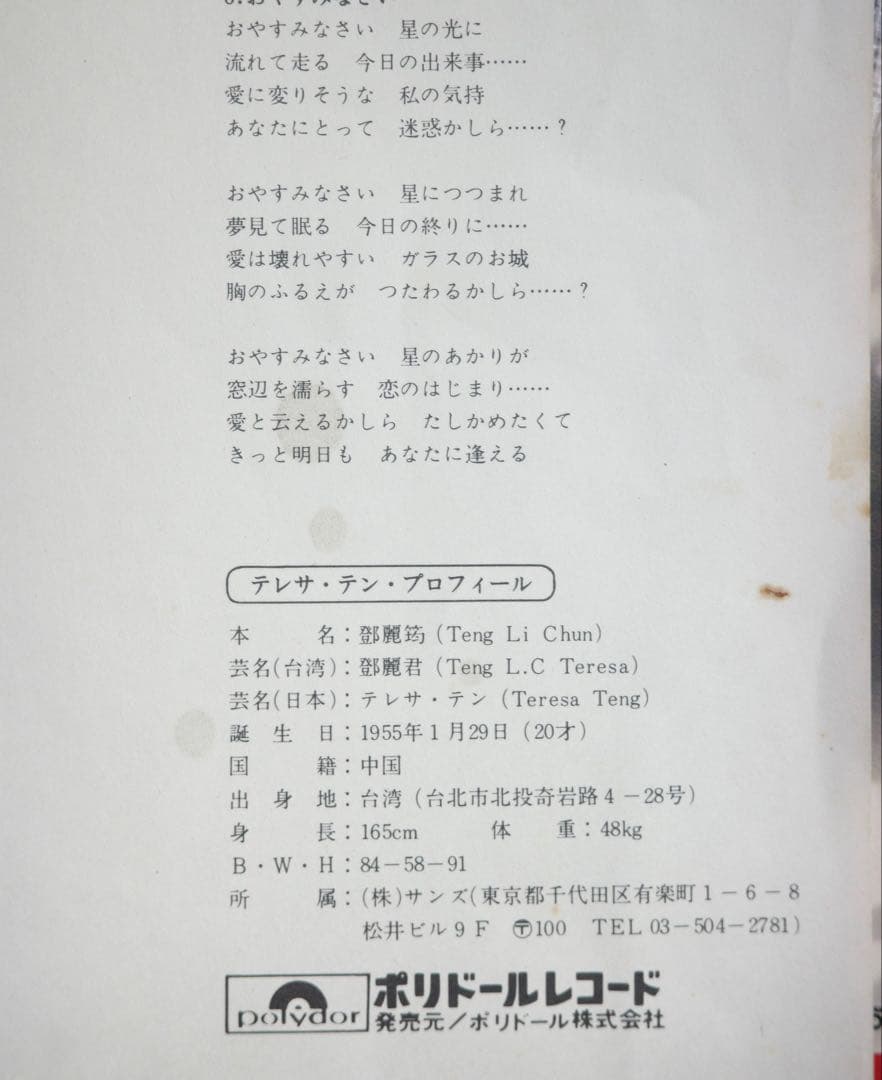 6.おやすみなさい
おやすみなさい 星の光に
流れて走る 今日の出来事……
愛に変りそうな 私の気持
あなたにとって 迷惑かしら……?
おやすみなさい 星につつまれ
夢見て眠る 今日の終りに……
愛は壊れやすい ガラスのお城
胸のふるえが つたわるかしら……?
おやすみなさい 星のあかりが
窓辺を濡らす 恋のはじまり……
愛と云えるかしら たしかめたくて
きっと明日も あなたに逢える
テレサ・テン・プロフィール
本名:鄧麗筠(Teng Li Chun)
芸名(台湾):鄧麗君(Teng L.C Teresa)
芸名(日本):テレサ・テン(Teresa Teng)
誕生日:1955年1月29日(20才)
国籍:中国
出身地:台湾(台北市北投奇岩路4−28号)
身長:165cm 体重:48kg
B・W・H:84−58−91
所属:(株)サンズ(東京都千代田区有楽町1−6−8
松井ビル9F 〶100 TEL 03−504−2781)
polydor ポリドールレコード
発売元/ポリドール株式会社